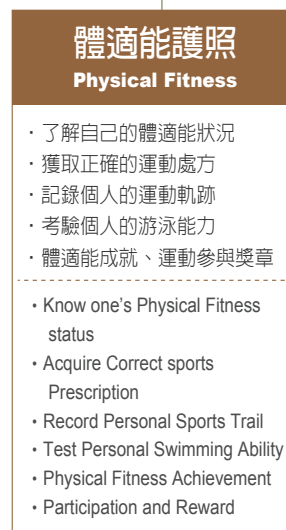 體適能護照
Physical Fitness
·了解自己的體適能狀況
·獲取正確的運動處方
·記錄個人的運動軌跡
·考驗個人的游泳能力
·體適能成就、運動參與獎章
• Know one's Physical Fitness
status
• Acquire Correct sports
Prescription
• Record Personal Sports Trail
• Test Personal Swimming Ability
• Physical Fitness Achievement
• Participation and Reward